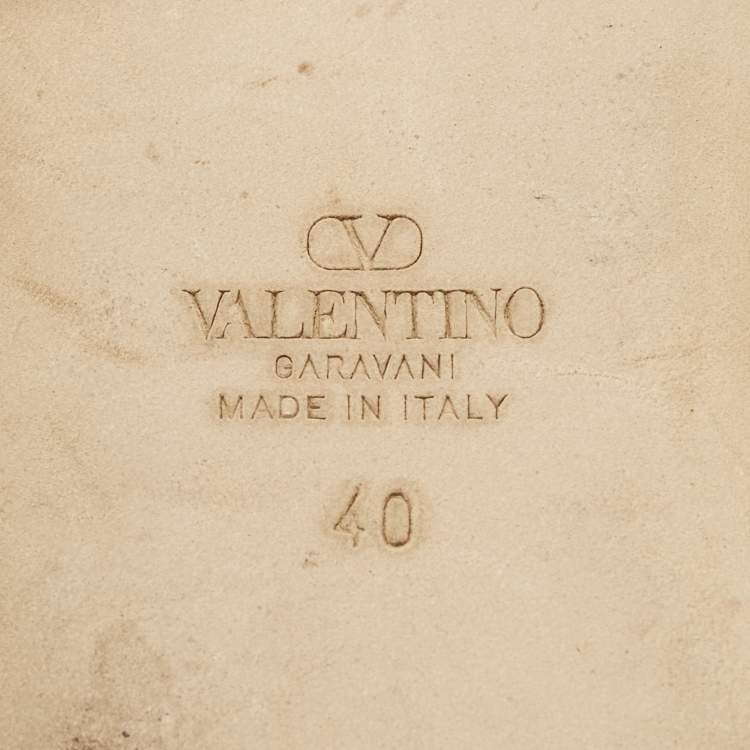 V
VALENTINO
GARAVANI
MADE IN ITALY
40